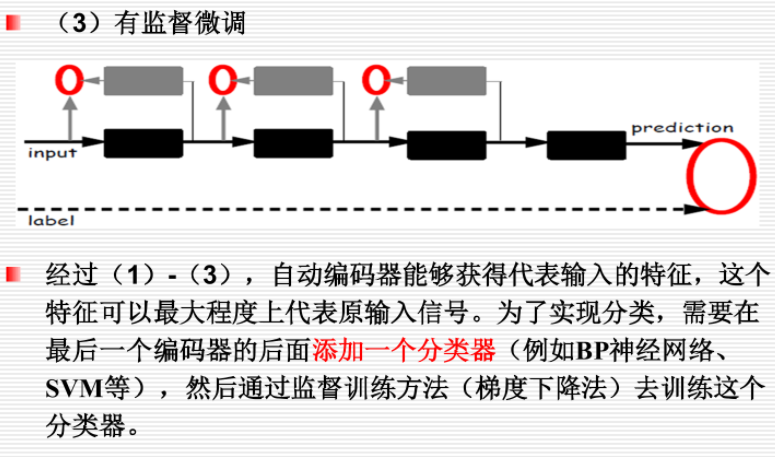 （3）有监督微调
prediction
input
label
经过（1）-（3），自动编码器能够获得代表输入的特征，这个
特征可以最大程度上代表原输入信号。为了实现分类，需要在
最后一个编码器的后面添加一个分类器（例如BP神经网络、
SVM等），然后通过监督训练方法（梯度下降法）去训练这个
分类器。